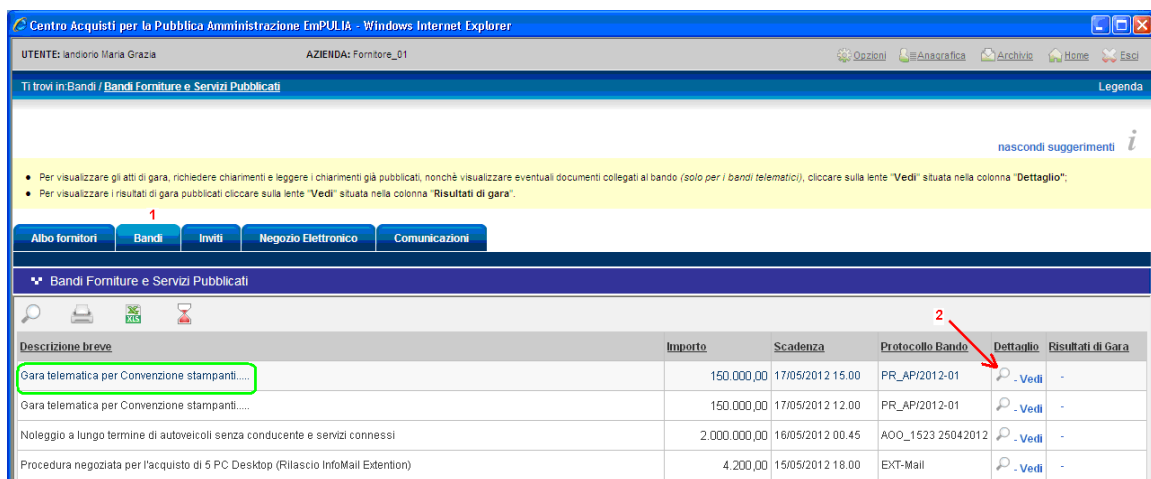 Centro Acquisti per la Pubblica Amministrazione EmPULIA - Windows Internet Explorer
UTENTE: Iandiorio Maria Grazia AZIENDA: Fornitore_01 Opzioni Anagrafica Archivio Home Esci
Ti trovi in:Bandi / Bandi Forniture e Servizi Pubblicati Legenda
nascondi suggerimenti i
• Per visualizzare gli atti di gara, richiedere chiarimenti e leggere i chiarimenti già pubblicati, nonchè visualizzare eventuali documenti collegati al bando (solo per i bandi telematici), cliccare sulla lente "Vedi" situata nella colonna "Dettaglio";
• Per visualizzare i risultati di gara pubblicati cliccare sulla lente "Vedi" situata nella colonna "Risultati di gara".
1
Albo fornitori Bandi Inviti Negozio Elettronico Comunicazioni
Bandi Forniture e Servizi Pubblicati
XLS
2
Descrizione breve Importo Scadenza Protocollo Bando Dettaglio Risultati di Gara
Gara telematica per Convenzione stampanti..... 150.000,00 17/05/2012 15.00 PR_AP/2012-01 - Vedi -
Gara telematica per Convenzione stampanti..... 150.000,00 17/05/2012 12.00 PR_AP/2012-01 - Vedi -
Noleggio a lungo termine di autoveicoli senza conducente e servizi connessi 2.000.000,00 16/05/2012 00.45 AOO_1523 25042012 - Vedi -
Procedura negoziata per l'acquisto di 5 PC Desktop (Rilascio InfoMail Extention) 4.200,00 15/05/2012 18.00 EXT-Mail - Vedi -